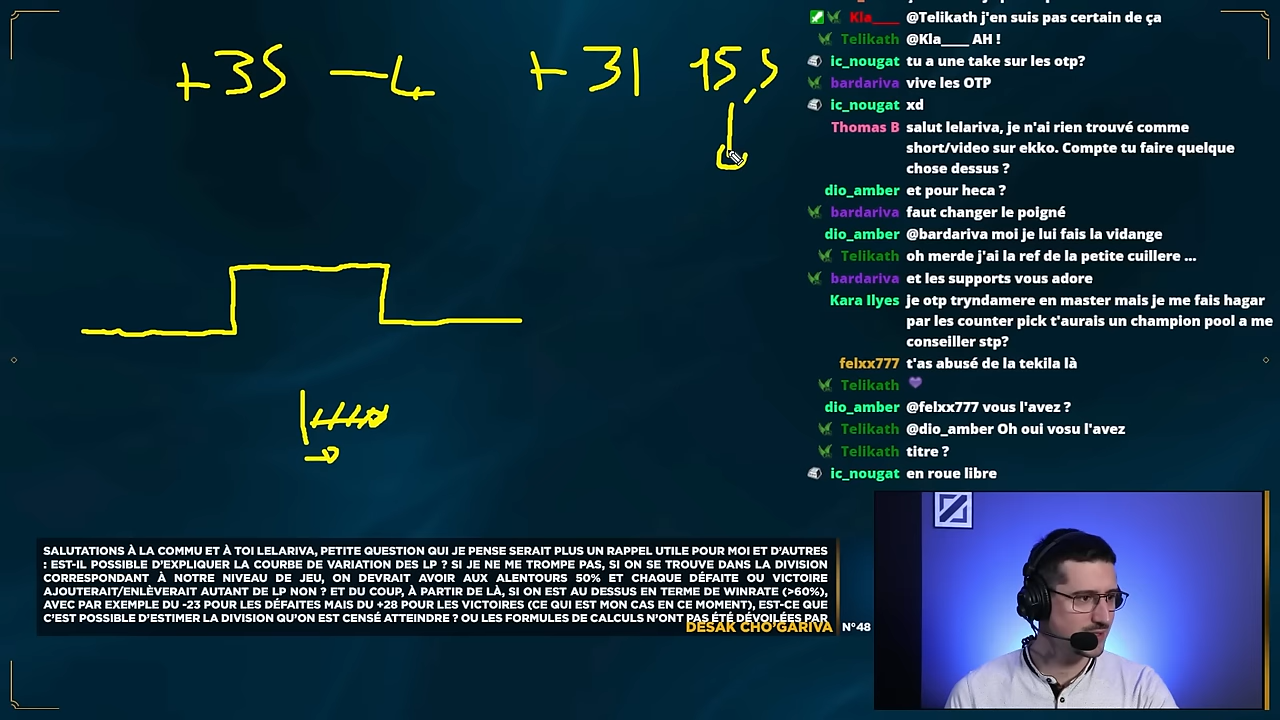 +35 -4 +31 15,5
Kla____ @Telikath j'en suis pas certain de ça
Telikath @Kla____ AH !
ic_nougat tu a une take sur les otp?
bardariva vive les OTP
ic_nougat xd
Thomas B salut lelariva, je n'ai rien trouvé comme
short/video sur ekko. Compte tu faire quelque
chose dessus ?
dio_amber et pour heca ?
bardariva faut changer le poigné
dio_amber @bardariva moi je lui fais la vidange
Telikath oh merde j'ai la ref de la petite cuillere ...
bardariva et les supports vous adore
Kara Ilyes je otp tryndamere en master mais je me fais hagar
par les counter pick t'aurais un champion pool a me
conseiller stp?
felxx777 t'as abusé de la tekila là
Telikath 💜
dio_amber @felxx777 vous l'avez ?
Telikath @dio_amber Oh oui vosu l'avez
Telikath titre ?
ic_nougat en roue libre
SALUTATIONS À LA COMMU ET À TOI LELARIVA, PETITE QUESTION QUI JE PENSE SERAIT PLUS UN RAPPEL UTILE POUR MOI ET D'AUTRES
: EST-IL POSSIBLE D'EXPLIQUER LA COURBE DE VARIATION DES LP ? SI JE NE ME TROMPE PAS, SI ON SE TROUVE DANS LA DIVISION
CORRESPONDANT À NOTRE NIVEAU DE JEU, ON DEVRAIT AVOIR AUX ALENTOURS 50% ET CHAQUE DÉFAITE OU VICTOIRE
AJOUTERAIT/ENLÈVERAIT AUTANT DE LP NON ? ET DU COUP, À PARTIR DE LÀ, SI ON EST AU DESSUS EN TERME DE WINRATE (>60%),
AVEC PAR EXEMPLE DU -23 POUR LES DÉFAITES MAIS DU +28 POUR LES VICTOIRES (CE QUI EST MON CAS EN CE MOMENT), EST-CE QUE
C'EST POSSIBLE D'ESTIMER LA DIVISION QU'ON EST CENSÉ ATTEINDRE ? OU LES FORMULES DE CALCULS N'ONT PAS ÉTÉ DÉVOILÉES PAR
DESAK CHO'GARIVA N°48